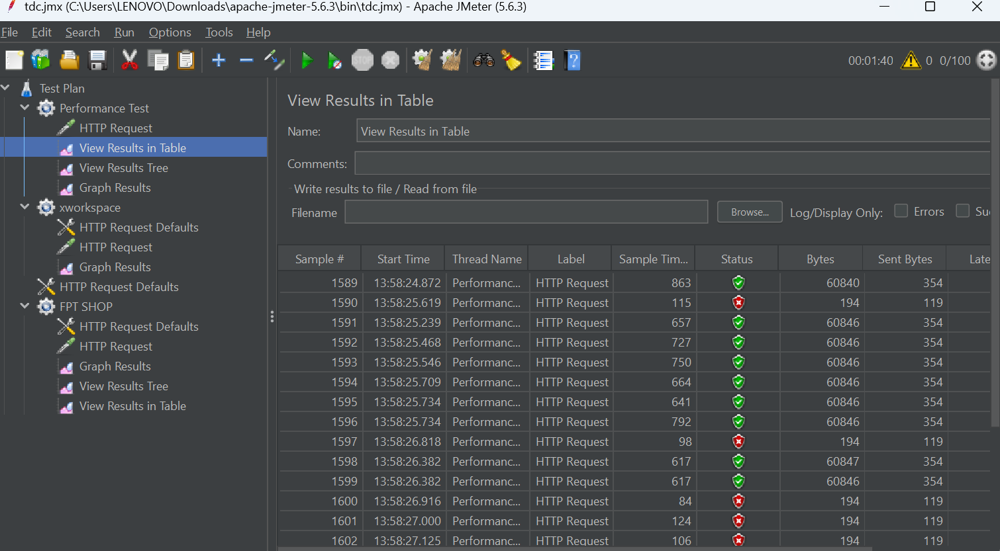 tdc.jmx (C:\Users\LENOVO\Downloads\apache-jmeter-5.6.3\bin\tdc.jmx) - Apache JMeter (5.6.3)
File Edit Search Run Options Tools Help
STOP 00:01:40 0 0/100
Test Plan
Performance Test
HTTP Request
View Results in Table
View Results Tree
Graph Results
xworkspace
HTTP Request Defaults
HTTP Request
Graph Results
HTTP Request Defaults
FPT SHOP
HTTP Request Defaults
HTTP Request
Graph Results
View Results Tree
View Results in Table
View Results in Table
Name: View Results in Table
Comments:
Write results to file / Read from file
Filename Browse... Log/Display Only: Errors Su
Sample # Start Time Thread Name Label Sample Tim... Status Bytes Sent Bytes Late
1589 13:58:24.872 Performanc... HTTP Request 863 60840 354
1590 13:58:25.619 Performanc... HTTP Request 115 194 119
1591 13:58:25.239 Performanc... HTTP Request 657 60846 354
1592 13:58:25.468 Performanc... HTTP Request 727 60846 354
1593 13:58:25.546 Performanc... HTTP Request 750 60846 354
1594 13:58:25.709 Performanc... HTTP Request 664 60846 354
1595 13:58:25.734 Performanc... HTTP Request 641 60846 354
1596 13:58:25.734 Performanc... HTTP Request 792 60846 354
1597 13:58:26.818 Performanc... HTTP Request 98 194 119
1598 13:58:26.382 Performanc... HTTP Request 617 60847 354
1599 13:58:26.382 Performanc... HTTP Request 617 60846 354
1600 13:58:26.916 Performanc... HTTP Request 84 194 119
1601 13:58:27.000 Performanc... HTTP Request 124 194 119
1602 13:58:27.125 Performanc... HTTP Request 106 194 119